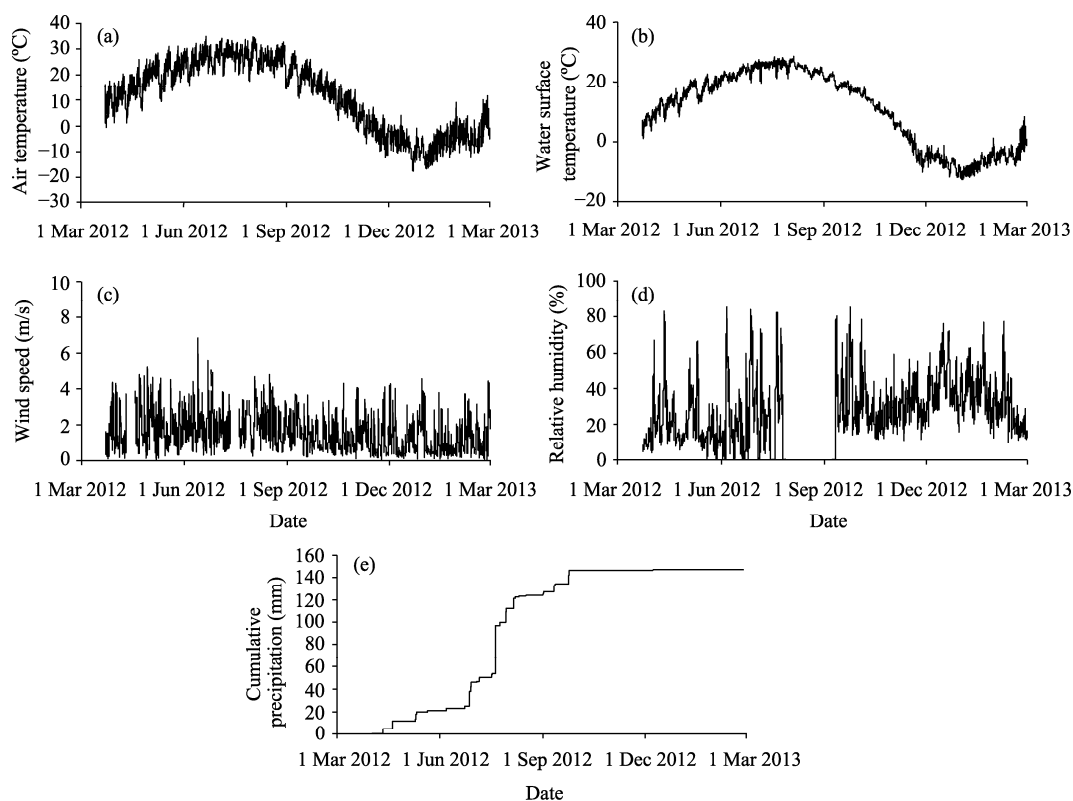 (a)
Air temperature (ºC)
40
30
20
10
0
−10
−20
−30
1 Mar 2012 1 Jun 2012 1 Sep 2012 1 Dec 2012 1 Mar 2013
(b)
Water surface
temperature (ºC)
40
20
0
−20
1 Mar 2012 1 Jun 2012 1 Sep 2012 1 Dec 2012 1 Mar 2013
(c)
Wind speed (m/s)
10
8
6
4
2
0
1 Mar 2012 1 Jun 2012 1 Sep 2012 1 Dec 2012 1 Mar 2013
Date
(d)
Relative humidity (%)
100
80
60
40
20
0
1 Mar 2012 1 Jun 2012 1 Sep 2012 1 Dec 2012 1 Mar 2013
Date
(e)
Cumulative
precipitation (mm)
160
140
120
100
80
60
40
20
0
1 Mar 2012 1 Jun 2012 1 Sep 2012 1 Dec 2012 1 Mar 2013
Date